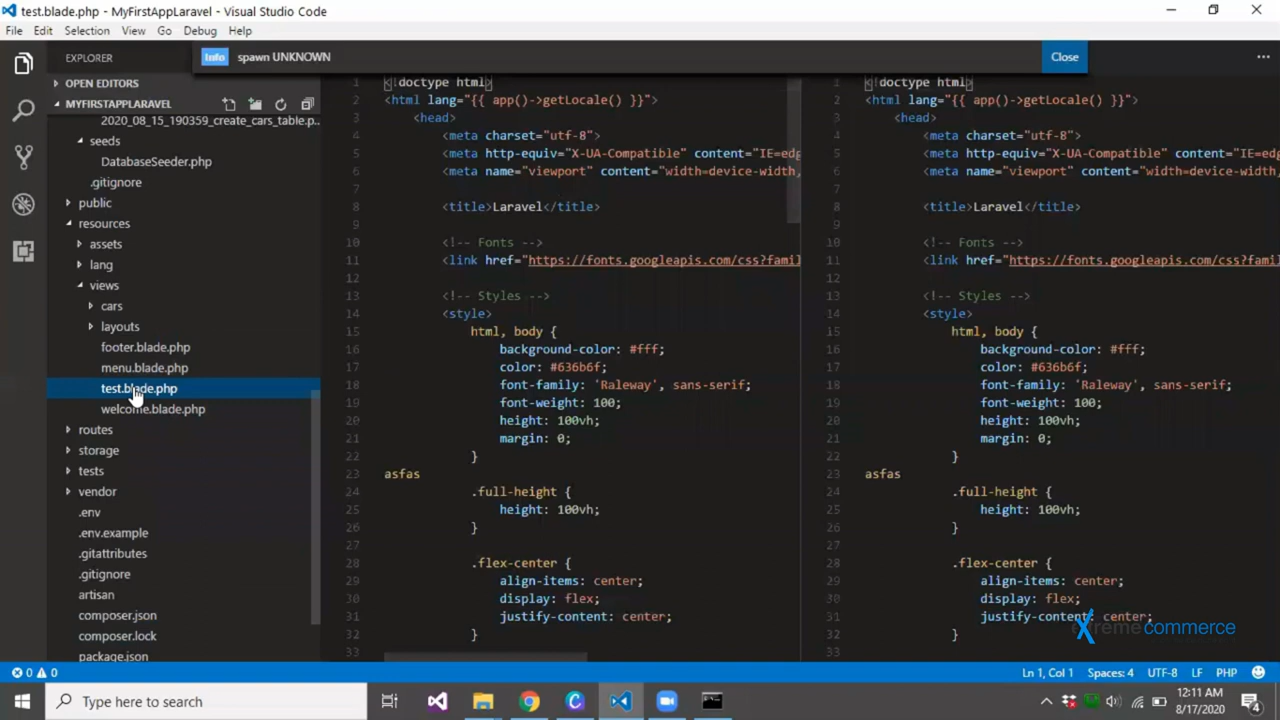 test.blade.php - MyFirstAppLaravel - Visual Studio Code
File Edit Selection View Go Debug Help
EXPLORER
Info spawn UNKNOWN Close
OPEN EDITORS
MYFIRSTAPPLARAVEL
2020_08_15_190359_create_cars_table.p...
seeds
DatabaseSeeder.php
.gitignore
public
resources
assets
lang
views
cars
layouts
footer.blade.php
menu.blade.php
test.blade.php
welcome.blade.php
routes
storage
tests
vendor
.env
.env.example
.gitattributes
.gitignore
artisan
composer.json
composer.lock
package.json
1 <!doctype html>
2 <html lang="{{ app()->getLocale() }}">
3 <head>
4 <meta charset="utf-8">
5 <meta http-equiv="X-UA-Compatible" content="IE=edg
6 <meta name="viewport" content="width=device-width,
7
8 <title>Laravel</title>
9
10 <!-- Fonts -->
11 <link href="https://fonts.googleapis.com/css?famil
12
13 <!-- Styles -->
14 <style>
15 html, body {
16 background-color: #fff;
17 color: #636b6f;
18 font-family: 'Raleway', sans-serif;
19 font-weight: 100;
20 height: 100vh;
21 margin: 0;
22 }
23 asfas
24 .full-height {
25 height: 100vh;
26 }
27
28 .flex-center {
29 align-items: center;
30 display: flex;
31 justify-content: center;
32 }
33
1 <!doctype html>
2 <html lang="{{ app()->getLocale() }}">
3 <head>
4 <meta charset="utf-8">
5 <meta http-equiv="X-UA-Compatible" content="IE=edg
6 <meta name="viewport" content="width=device-width,
7
8 <title>Laravel</title>
9
10 <!-- Fonts -->
11 <link href="https://fonts.googleapis.com/css?famil
12
13 <!-- Styles -->
14 <style>
15 html, body {
16 background-color: #fff;
17 color: #636b6f;
18 font-family: 'Raleway', sans-serif;
19 font-weight: 100;
20 height: 100vh;
21 margin: 0;
22 }
23 asfas
24 .full-height {
25 height: 100vh;
26 }
27
28 .flex-center {
29 align-items: center;
30 display: flex;
31 justify-content: center;
32 }
33
extreme commerce
0 0
Ln 1, Col 1 Spaces: 4 UTF-8 LF PHP
Type here to search
12:11 AM
8/17/2020
4